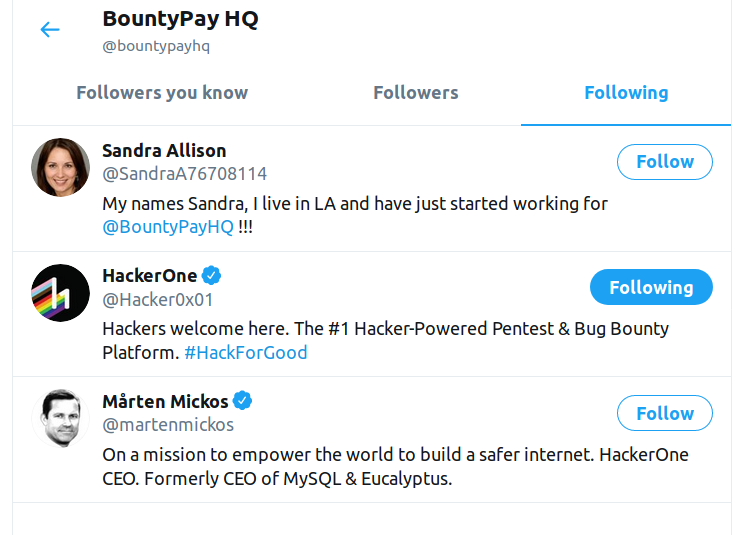 BountyPay HQ
@bountypayhq
Followers you know
Followers
Following
Sandra Allison
@SandraA76708114
Follow
My names Sandra, I live in LA and have just started working for
@BountyPayHQ !!!
HackerOne
@Hacker0x01
Following
Hackers welcome here. The #1 Hacker-Powered Pentest & Bug Bounty
Platform. #HackForGood
Mårten Mickos
@martenmickos
Follow
On a mission to empower the world to build a safer internet. HackerOne
CEO. Formerly CEO of MySQL & Eucalyptus.